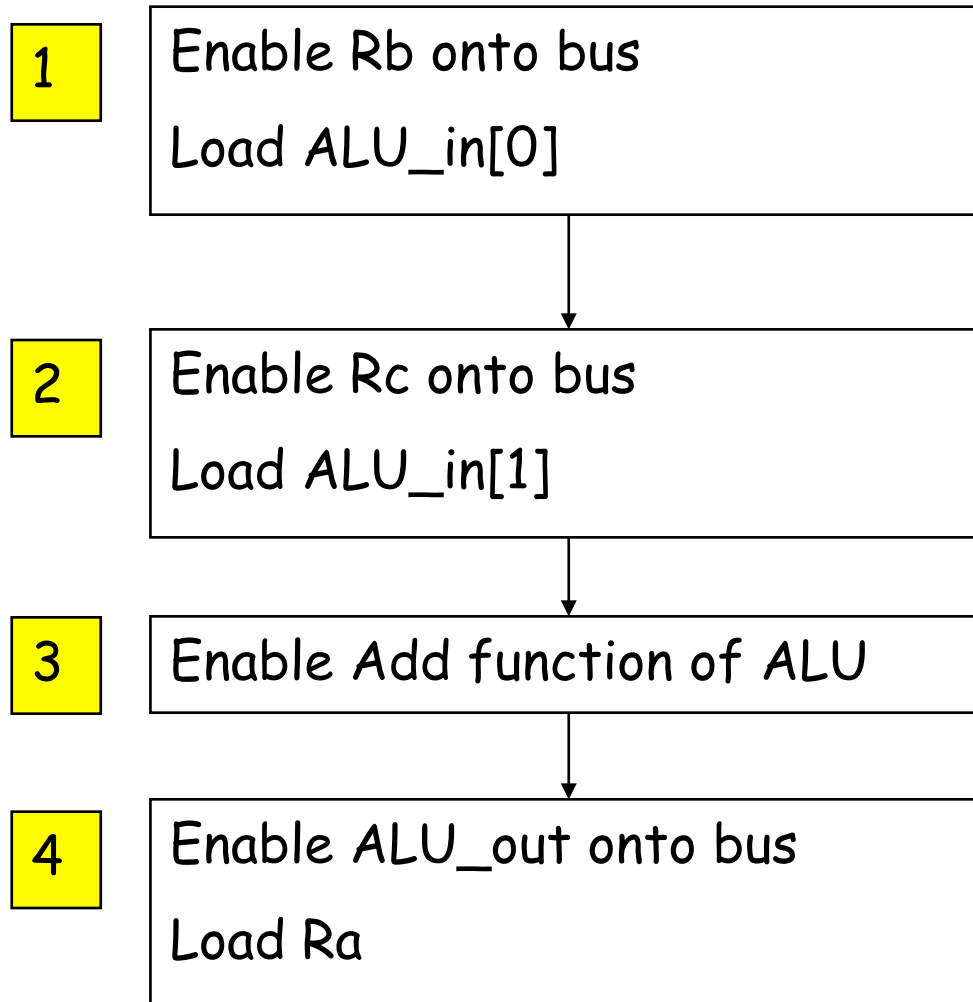 1
Enable Rb onto bus
Load ALU_in[0]
2
Enable Rc onto bus
Load ALU_in[1]
3
Enable Add function of ALU
4
Enable ALU_out onto bus
Load Ra